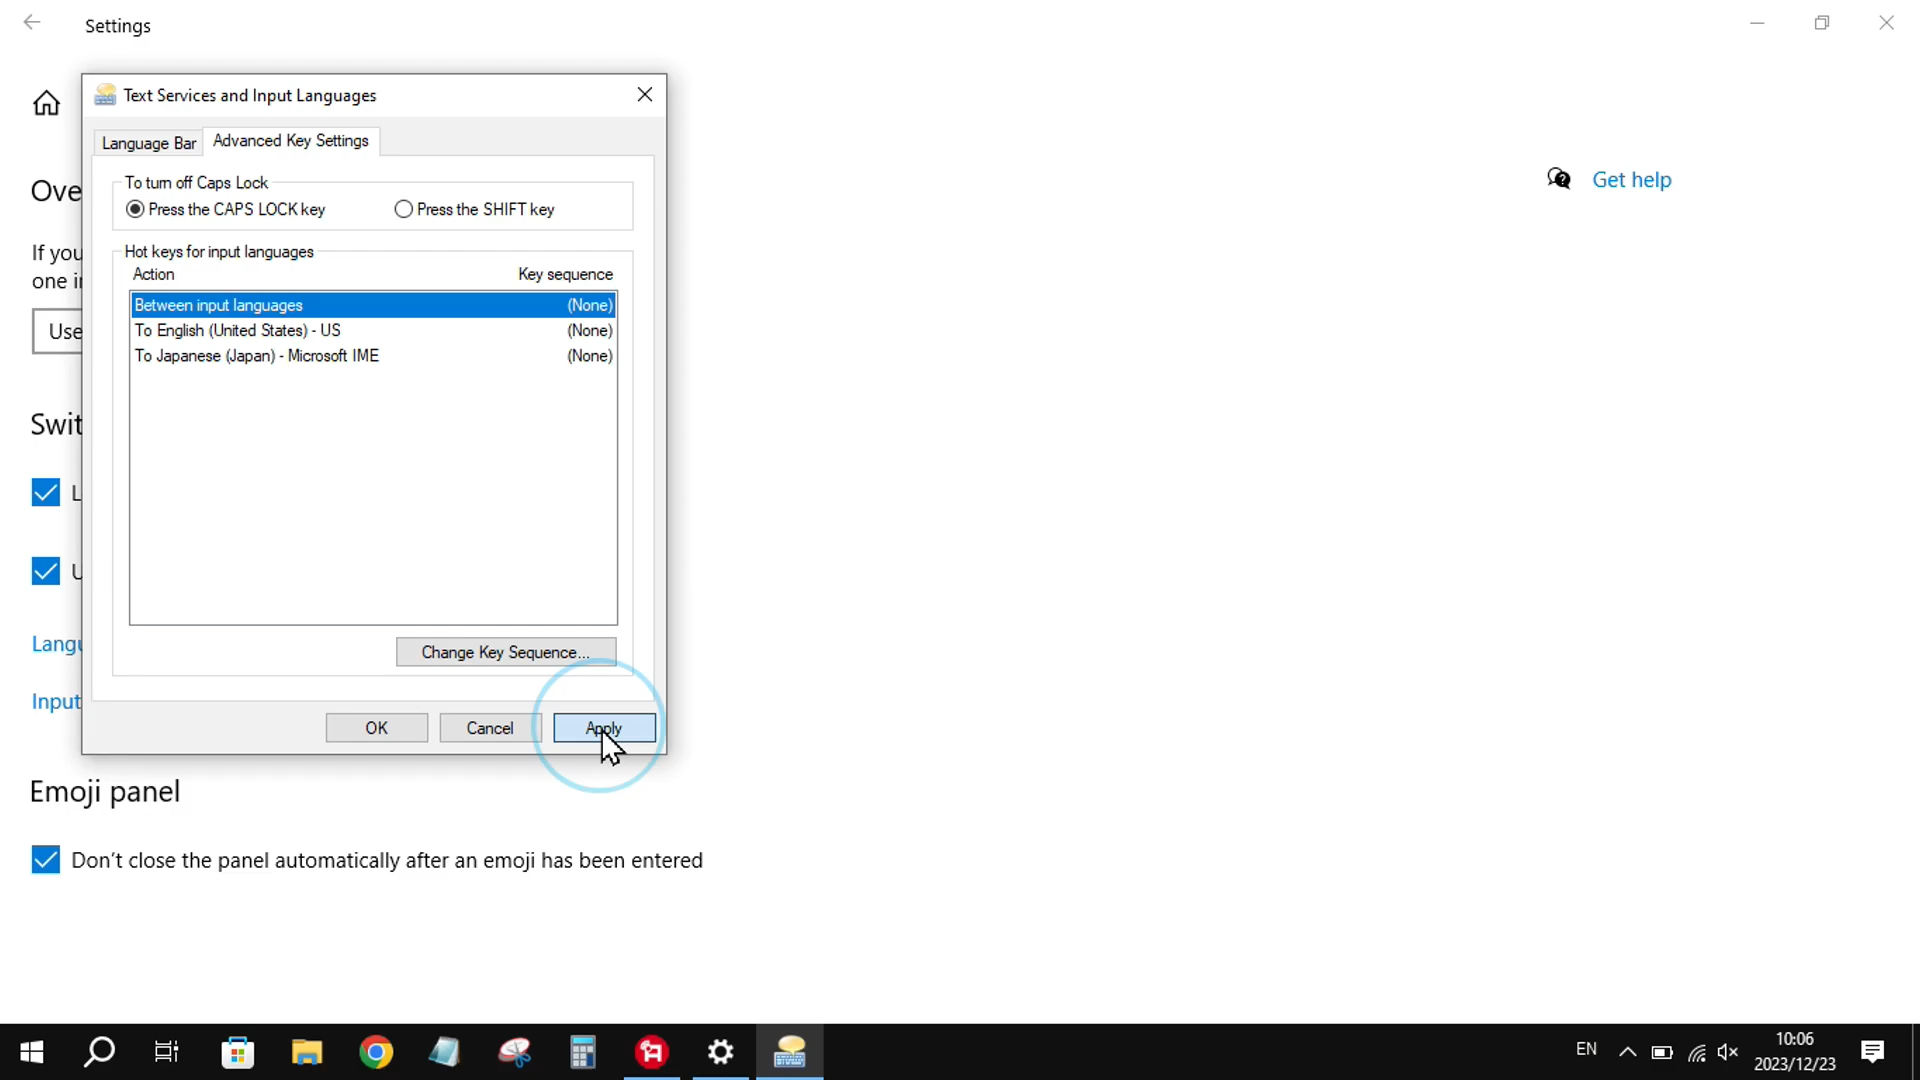 Settings
Text Services and Input Languages
Language Bar
Advanced Key Settings
To turn off Caps Lock
Press the CAPS LOCK key
Press the SHIFT key
Hot keys for input languages
Action
Key sequence
Between input languages
(None)
To English (United States) - US
(None)
To Japanese (Japan) - Microsoft IME
(None)
Change Key Sequence...
OK
Cancel
Apply
Ove
If you
one i
Use
Swit
L
U
Langu
Input
Get help
Emoji panel
Don't close the panel automatically after an emoji has been entered
EN
10:06
2023/12/23